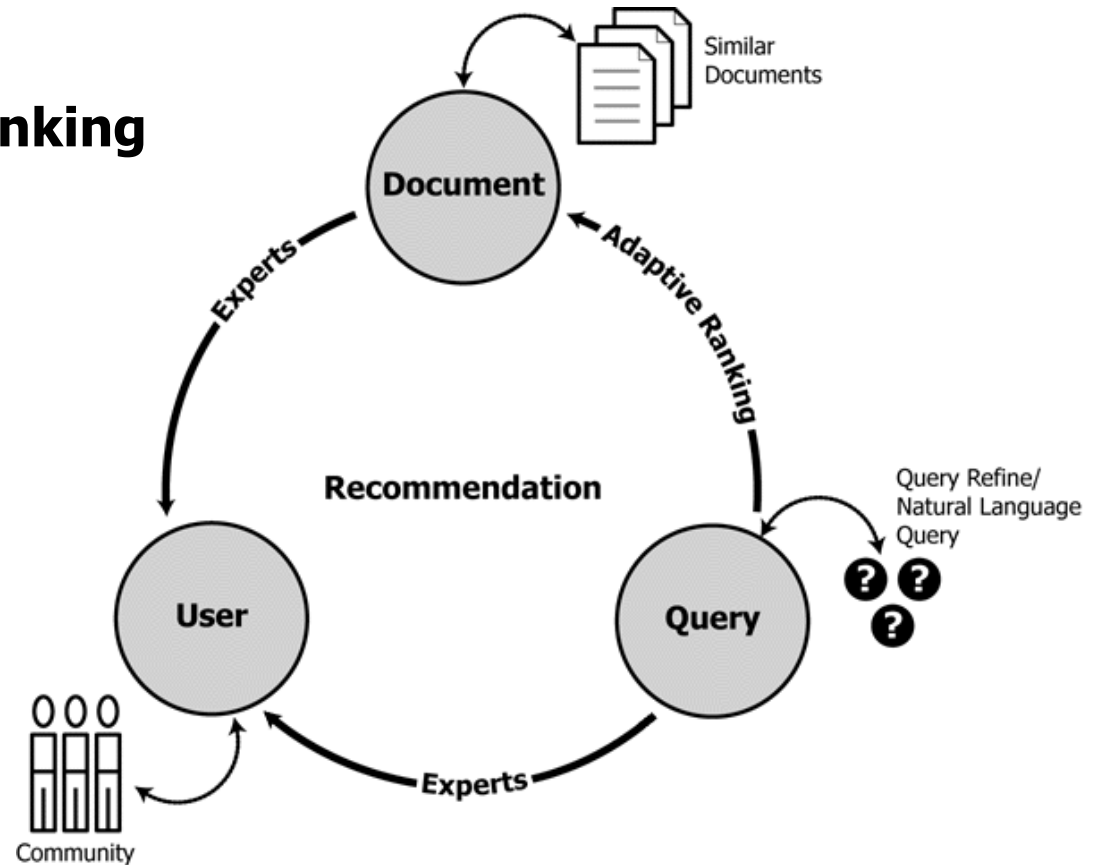 Similar
Documents
nking
Document
Experts
Adaptive Ranking
Recommendation
Query Refine/
Natural Language
Query
? ?
?
User
Query
Experts
Community